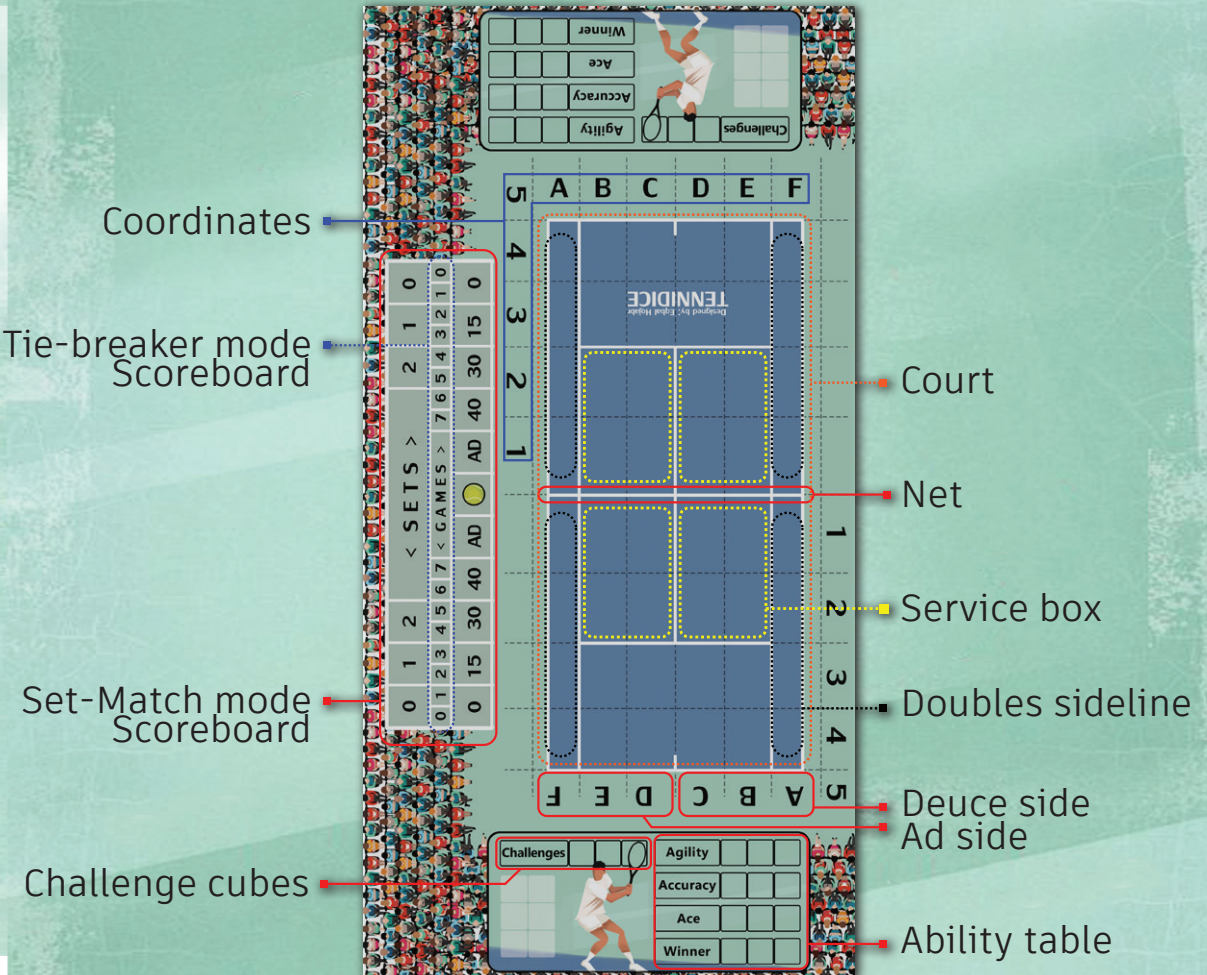 Winner
Ace
Accuracy
Agility
Challenges
5 A B C D E F
4
3
2
1
TENNIDICE
Designed by: Eqbal Hojabri
Coordinates
Tie-breaker mode
Scoreboard
Set-Match mode
Scoreboard
Challenge cubes
0 1 2 < SETS > 2 1 0
0 1 2 3 4 5 6 7 < GAMES > 7 6 5 4 3 2 1 0
0 15 30 40 AD AD 40 30 15 0
Court
Net
Service box
Doubles sideline
Deuce side
Ad side
Ability table
1
2
3
4
5
F E D C B A
Challenges
Agility
Accuracy
Ace
Winner